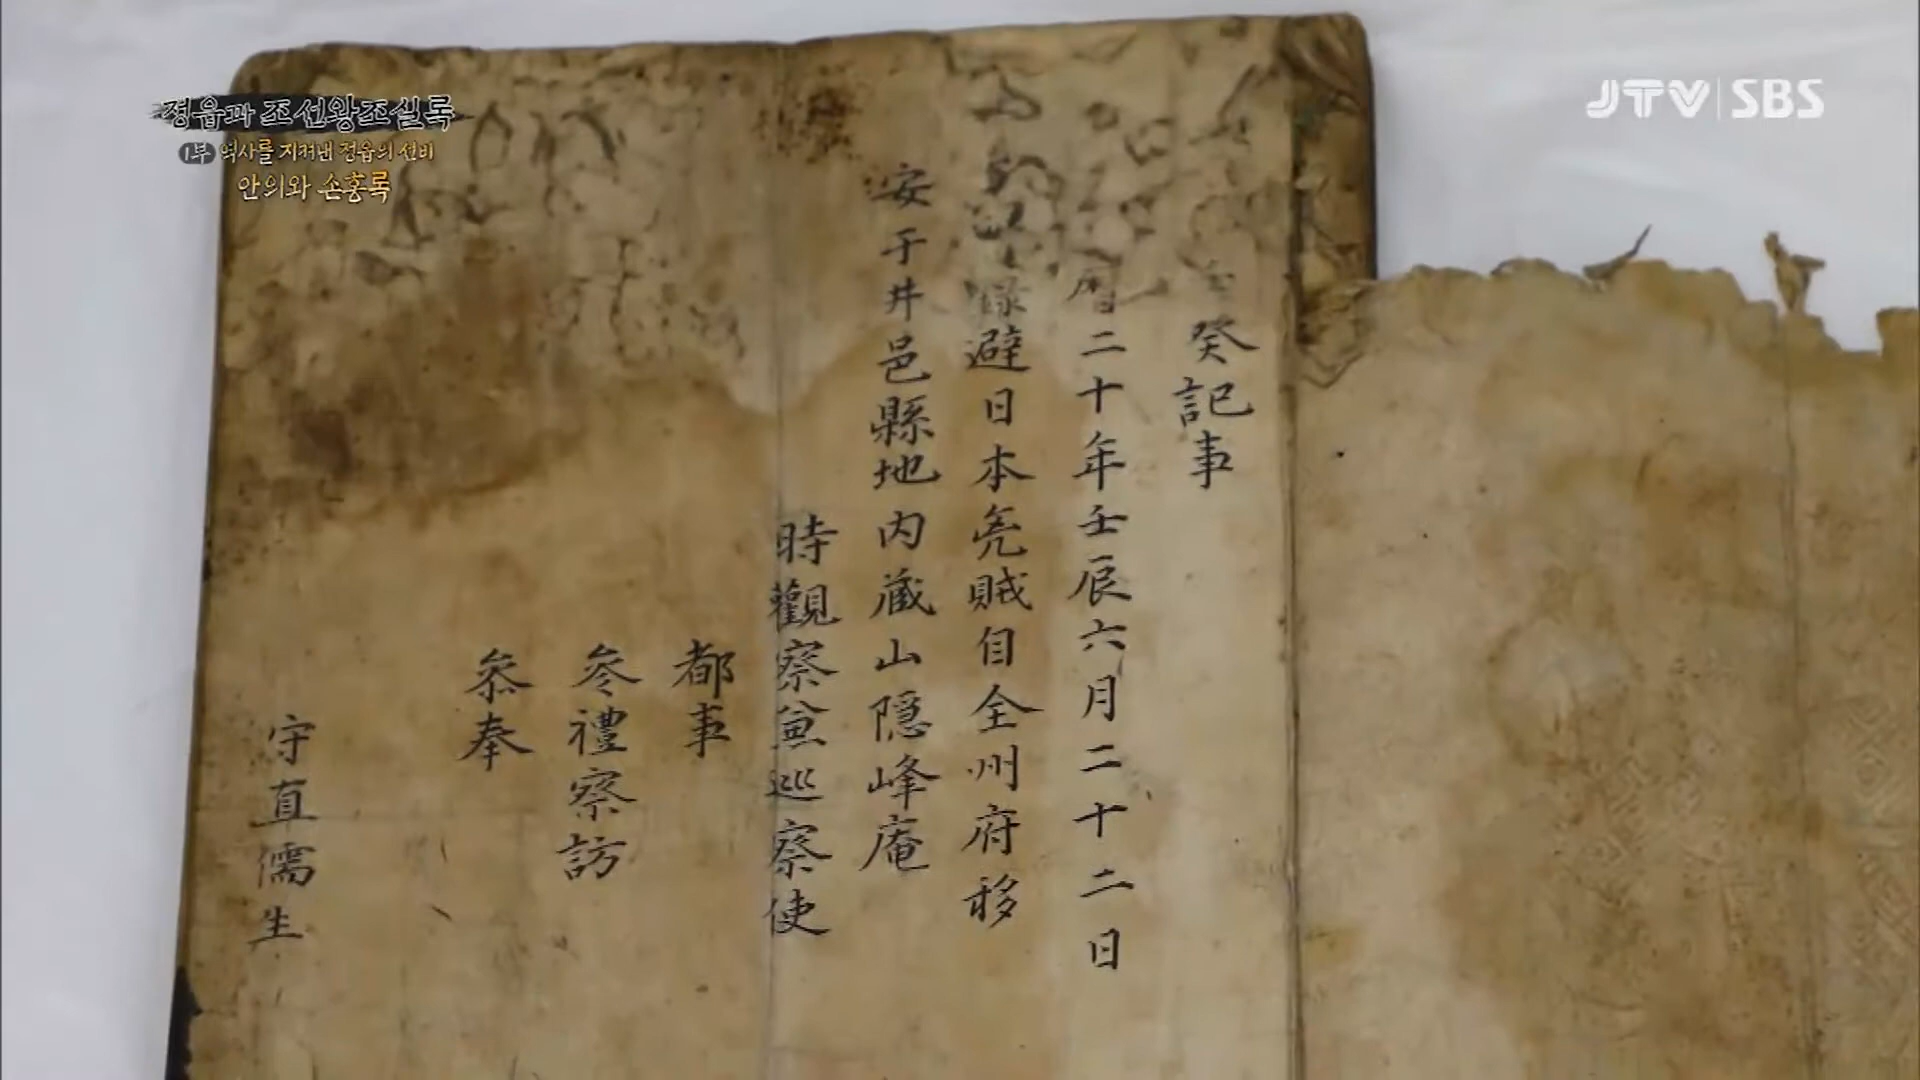 정읍과 조선왕조실록
1부 역사를 지켜낸 정읍의 선비
안의와 손홍록
JTV SBS
癸記事
曆二十年壬辰六月二十二日
錄避日本兇賊自全州府移
安于井邑縣地内藏山隱峰庵
時觀察兼巡察使
都事
參禮察訪
參奉
守直儒生